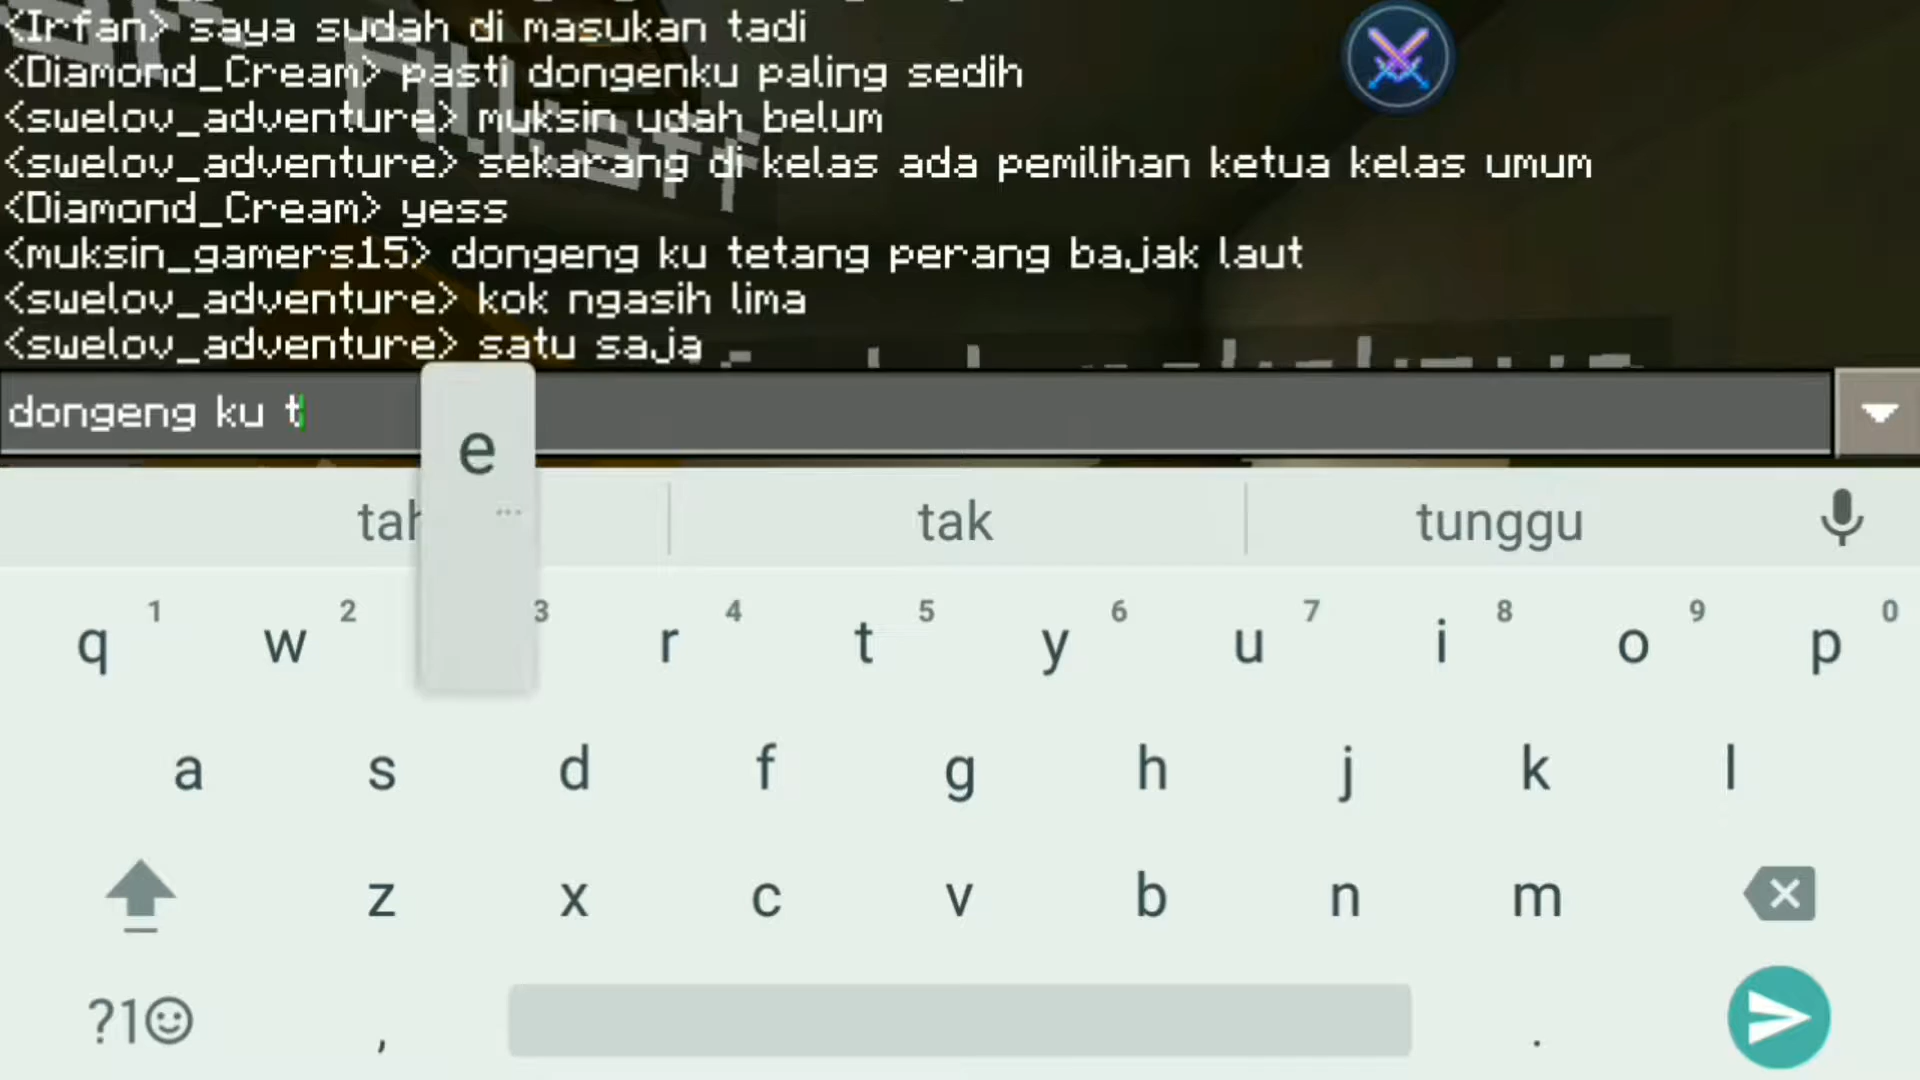 <Irfan> saya sudah di masukan tadi
<Diamond_Cream> pasti dongenku paling sedih
<swelov_adventure> muksin udah belum
<swelov_adventure> sekarang di kelas ada pemilihan ketua kelas umum
<Diamond_Cream> yess
<muksin_gamers15> dongeng ku tetang perang bajak laut
<swelov_adventure> kok ngasih lima
<swelov_adventure> satu saja
dongeng ku t
e
tak tunggu
1 2 3 4 5 6 7 8 9 0
q w r t y u i o p
a s d f g h j k l
z x c v b n m
?1☺ , .